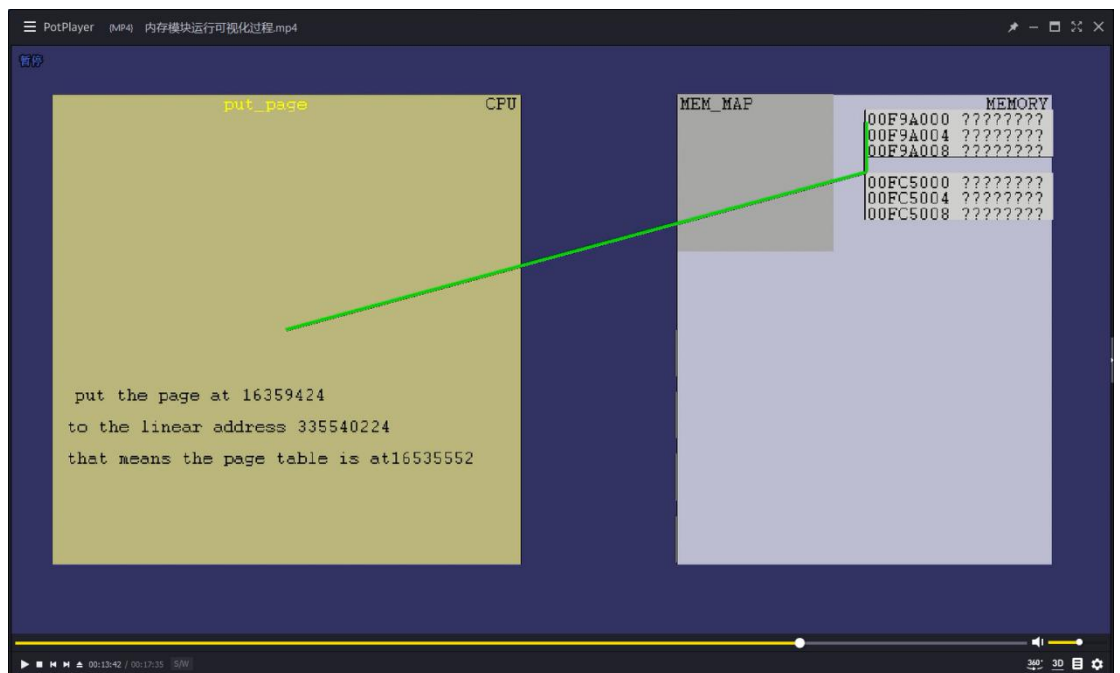 PotPlayer (MP4) 内存模块运行可视化过程.mp4
暂停
put_page
CPU
put the page at 16359424
to the linear address 335540224
that means the page table is at16535552
MEM_MAP
MEMORY
00F9A000 ????????
00F9A004 ????????
00F9A008 ????????
00FC5000 ????????
00FC5004 ????????
00FC5008 ????????
00:13:42 / 00:17:35 S/W
360° 3D